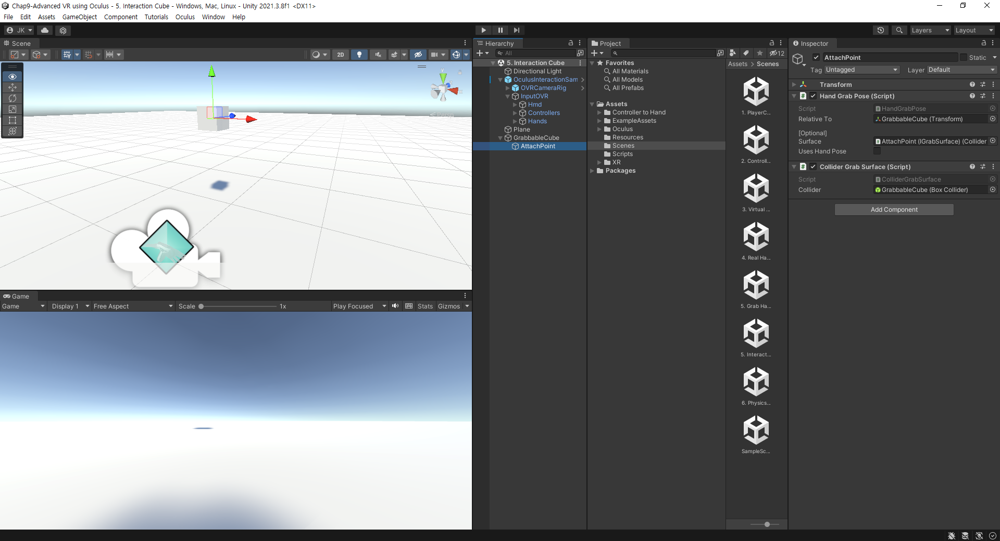 Chap9-Advanced VR using Oculus - 5. Interaction Cube - Windows, Mac, Linux - Unity 2021.3.8f1 <DX11>
File Edit Assets GameObject Component Tutorials Oculus Window Help
JK
Layers Layout
Scene
2D
y
Persp
Game
Game Display 1 Free Aspect Scale 1x Play Focused Stats Gizmos
Hierarchy
All
5. Interaction Cube
Directional Light
OculusInteractionSam
OVRCameraRig
InputOVR
Hmd
Controllers
Hands
Plane
GrabbableCube
AttachPoint
Project
12
Favorites
All Materials
All Models
All Prefabs
Assets
Controller to Hand
ExampleAssets
Oculus
Resources
Scenes
Scripts
XR
Packages
Assets > Scenes
1. PlayerC...
2. Controll...
3. Virtual ...
4. Real Ha...
5. Grab Ha...
5. Interact...
6. Physics...
SampleSc...
Inspector
AttachPoint Static
Tag Untagged Layer Default
Transform
# Hand Grab Pose (Script)
Script HandGrabPose
Relative To GrabbableCube (Transform)
[Optional]
Surface AttachPoint (IGrabSurface) (Collider
Uses Hand Pose
# Collider Grab Surface (Script)
Script ColliderGrabSurface
Collider GrabbableCube (Box Collider)
Add Component